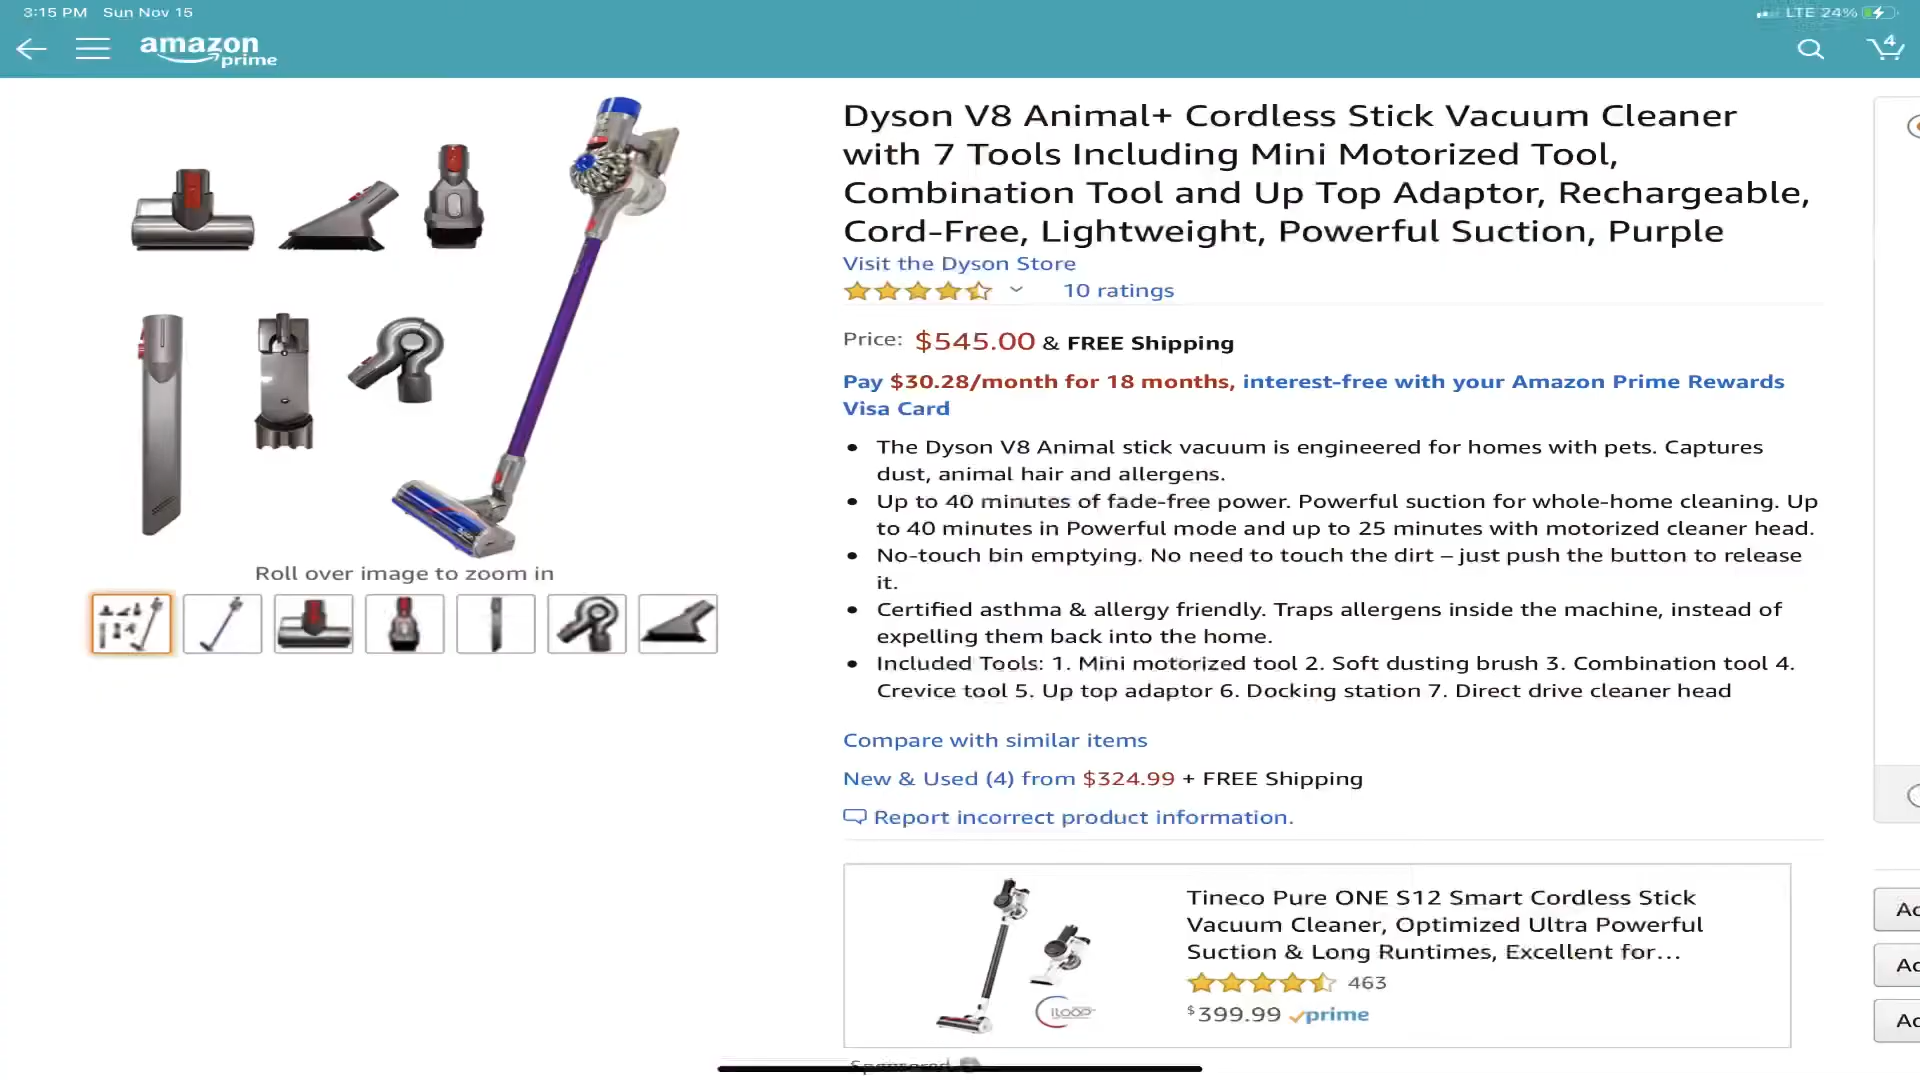 3:15 PM Sun Nov 15
LTE 24%
amazon
prime
4
Dyson V8 Animal+ Cordless Stick Vacuum Cleaner
with 7 Tools Including Mini Motorized Tool,
Combination Tool and Up Top Adaptor, Rechargeable,
Cord-Free, Lightweight, Powerful Suction, Purple
Visit the Dyson Store
10 ratings
Price: $545.00 & FREE Shipping
Pay $30.28/month for 18 months, interest-free with your Amazon Prime Rewards
Visa Card
• The Dyson V8 Animal stick vacuum is engineered for homes with pets. Captures
dust, animal hair and allergens.
• Up to 40 minutes of fade-free power. Powerful suction for whole-home cleaning. Up
to 40 minutes in Powerful mode and up to 25 minutes with motorized cleaner head.
• No-touch bin emptying. No need to touch the dirt – just push the button to release
it.
• Certified asthma & allergy friendly. Traps allergens inside the machine, instead of
expelling them back into the home.
• Included Tools: 1. Mini motorized tool 2. Soft dusting brush 3. Combination tool 4.
Crevice tool 5. Up top adaptor 6. Docking station 7. Direct drive cleaner head
Roll over image to zoom in
Compare with similar items
New & Used (4) from $324.99 + FREE Shipping
Report incorrect product information.
Tineco Pure ONE S12 Smart Cordless Stick
Vacuum Cleaner, Optimized Ultra Powerful
Suction & Long Runtimes, Excellent for...
463
$399.99 prime
iLOOP
Sponsored